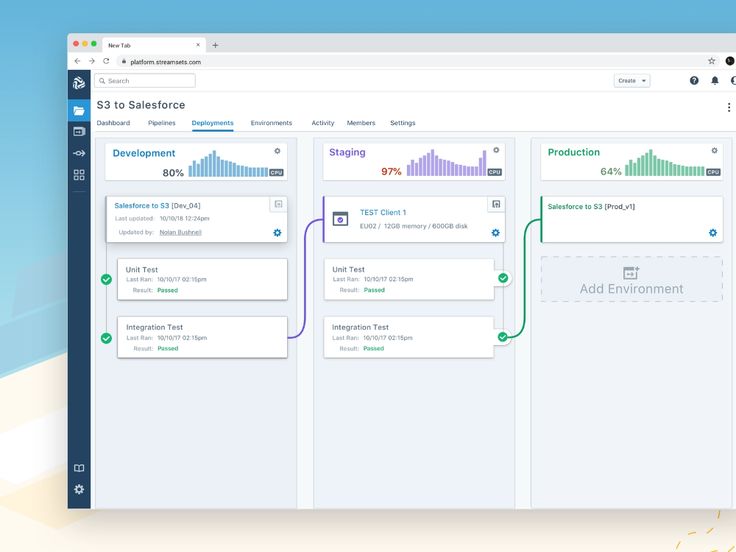 New Tab
platform.streamsets.com
Search
Create
S3 to Salesforce
Dashboard Pipelines Deployments Environments Activity Members Settings
Development
80% CPU
Salesforce to S3 [Dev_04]
Last updated: 10/10/18 12:24pm
Updated by: Nolan Bushnell
Unit Test
Last Ran: 10/10/17 02:15pm
Result: Passed
Integration Test
Last Ran: 10/10/17 02:15pm
Result: Passed
Staging
97% CPU
TEST Client 1
EU02 / 12GB memory / 600GB disk
Unit Test
Last Ran: 10/10/17 02:15pm
Result: Passed
Integration Test
Last Ran: 10/10/17 02:15pm
Result: Passed
Production
64% CPU
Salesforce to S3 [Prod_v1]
Add Environment